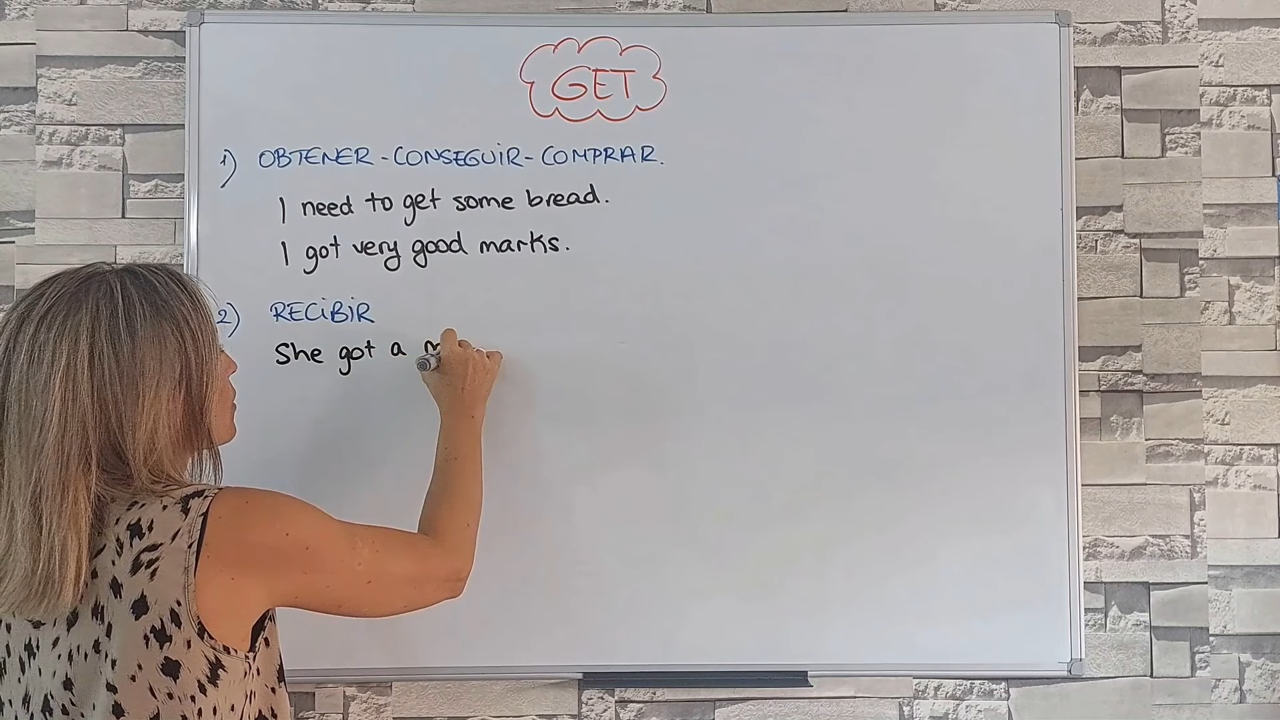 GET
1) OBTENER - CONSEGUIR - COMPRAR.
I need to get some bread.
I got very good marks.
2) RECIBIR
She got a